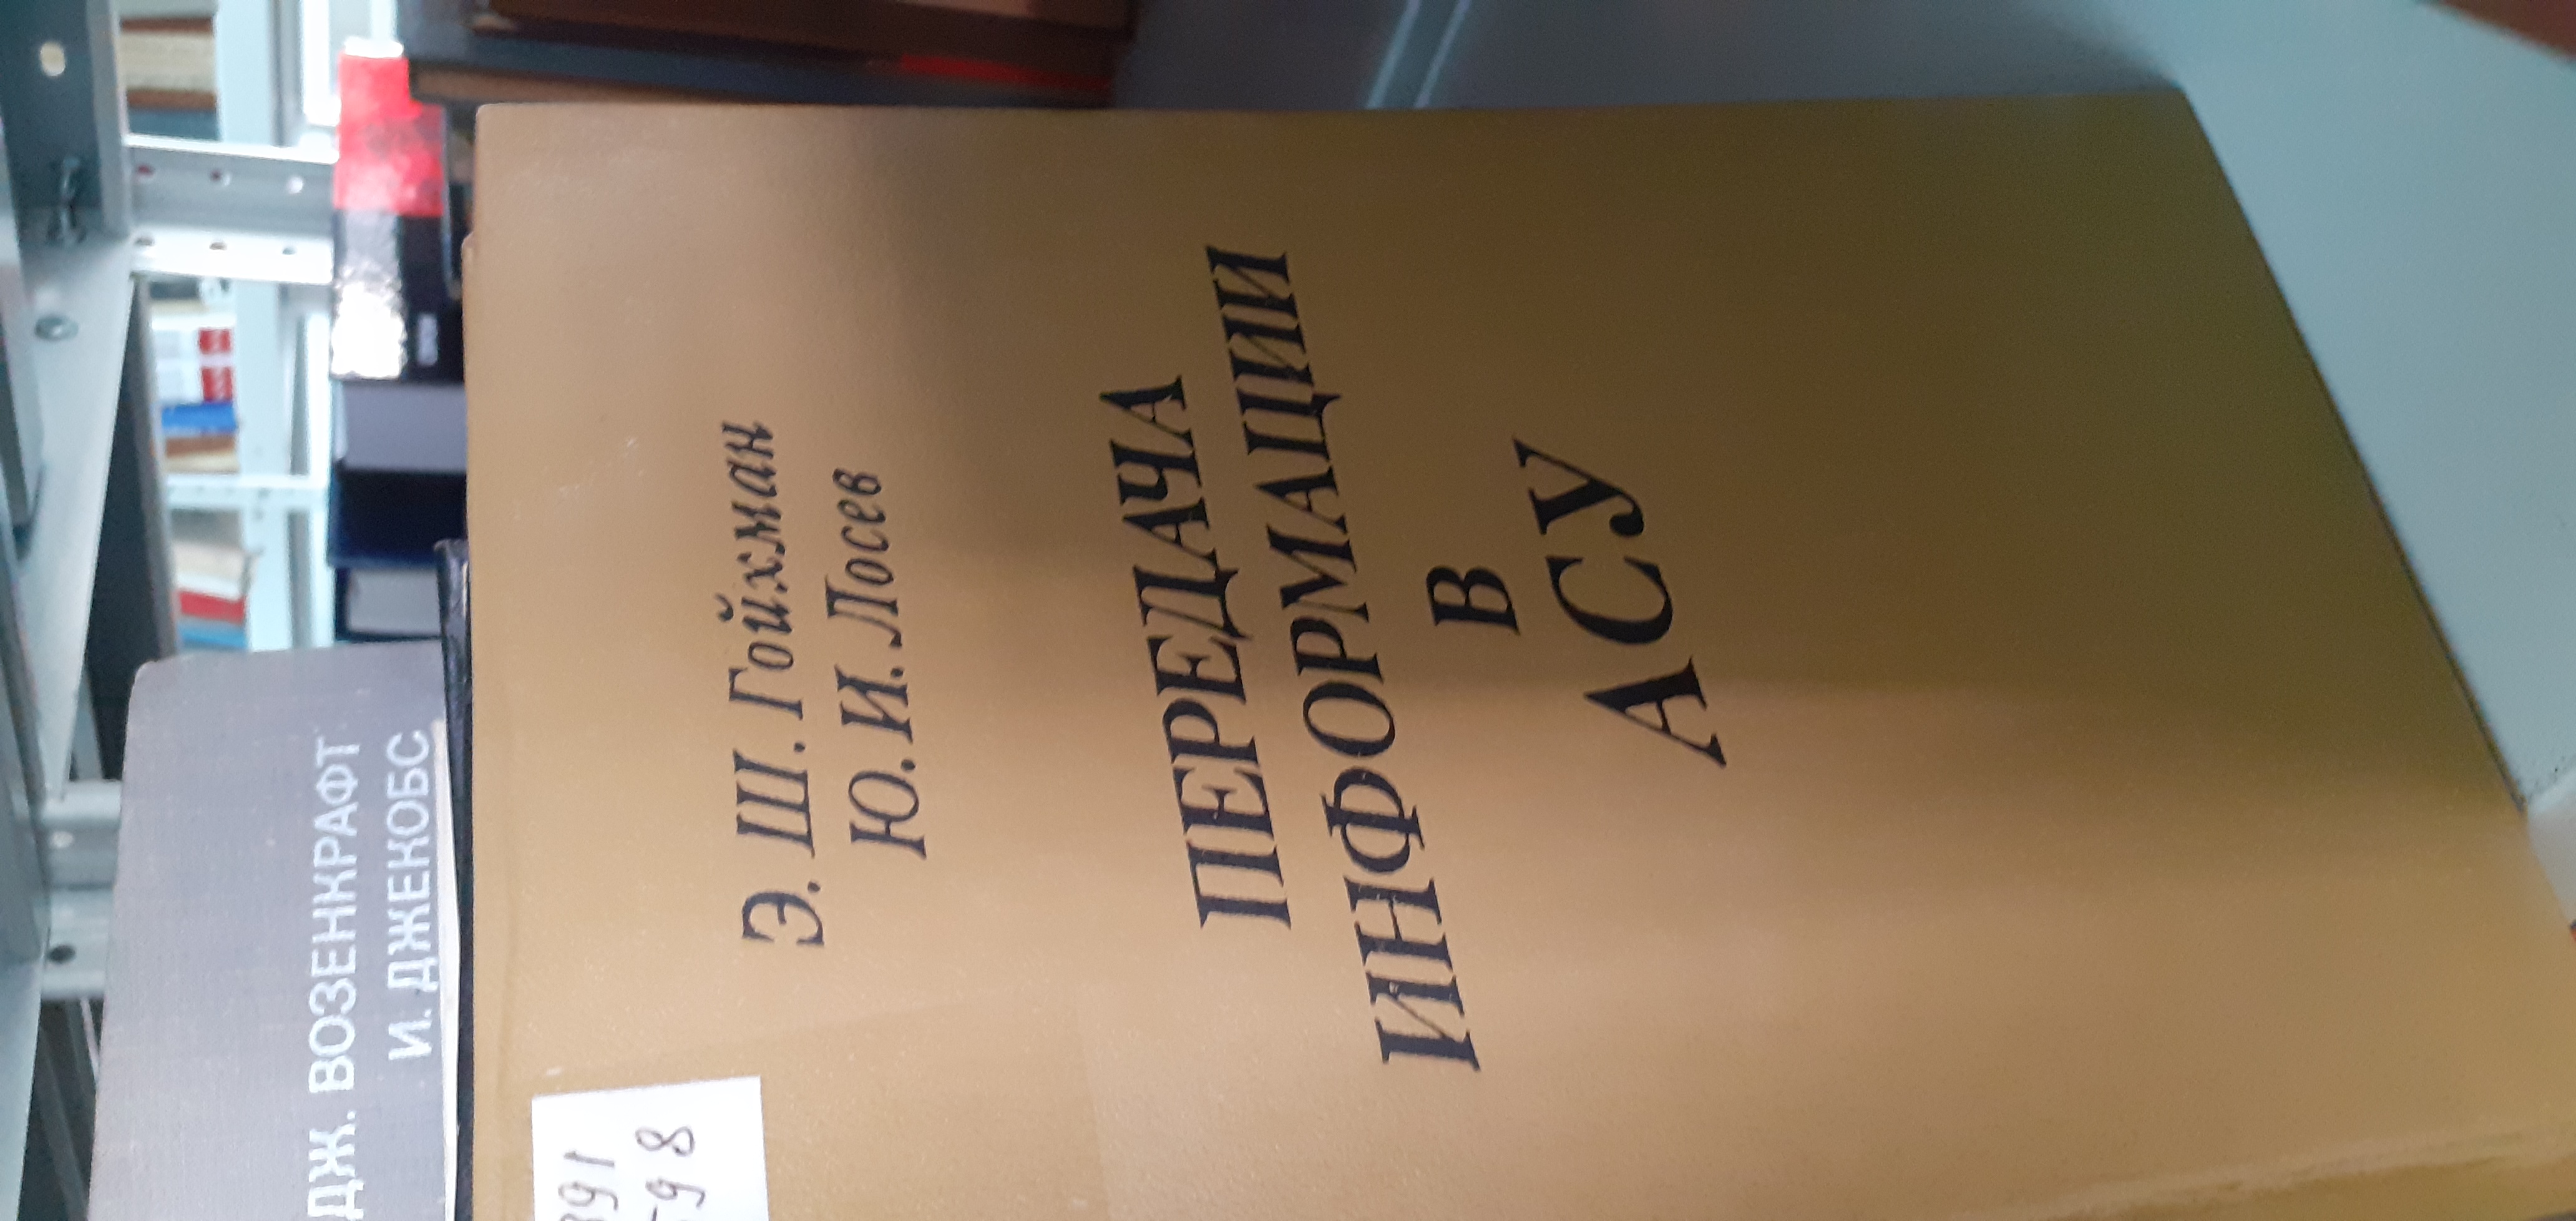 Э. Ш. Гойхман
Ю. И. Лосев
ПЕРЕДАЧА
ИНФОРМАЦИИ
В
АСУ
ДЖ. ВОЗЕНКРАФТ
И. ДЖЕКОБС